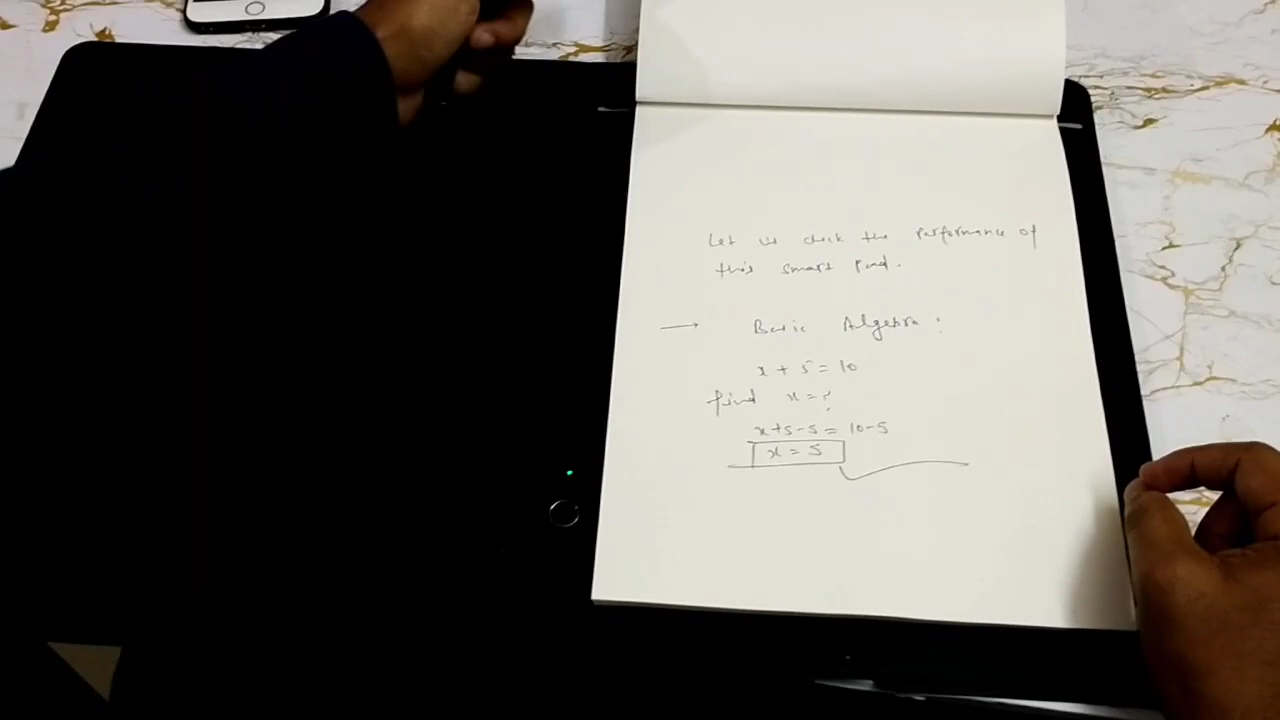 Let us check the Performance of
this smart Pad.
→ Basic Algebra:
x + 5 = 10
find x = ?
x+5-5 = 10-5
x = 5